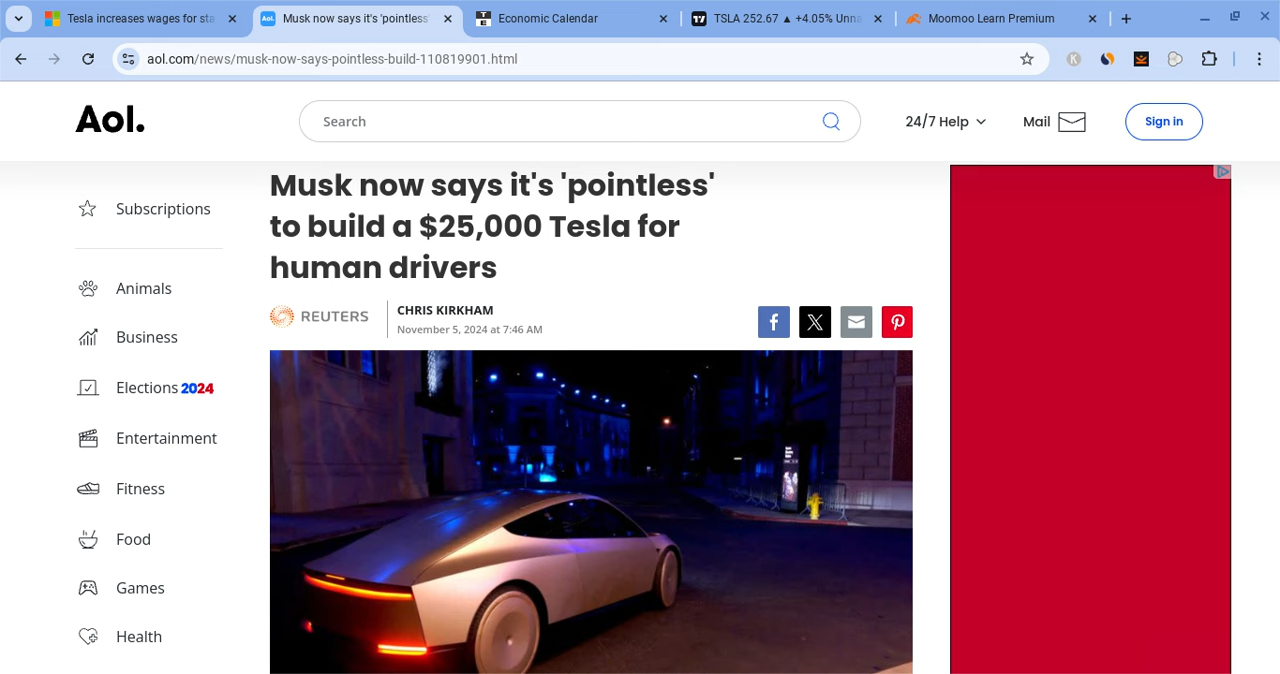 Tesla increases wages for sta
Musk now says it's 'pointless'
Economic Calendar
TSLA 252.67 ▲ +4.05% Unna
Moomoo Learn Premium
aol.com/news/musk-now-says-pointless-build-110819901.html
Aol.
Search
24/7 Help
Mail
Sign in
Subscriptions
Animals
Business
Elections 2024
Entertainment
Fitness
Food
Games
Health
Musk now says it's 'pointless'
to build a $25,000 Tesla for
human drivers
REUTERS
CHRIS KIRKHAM
November 5, 2024 at 7:46 AM